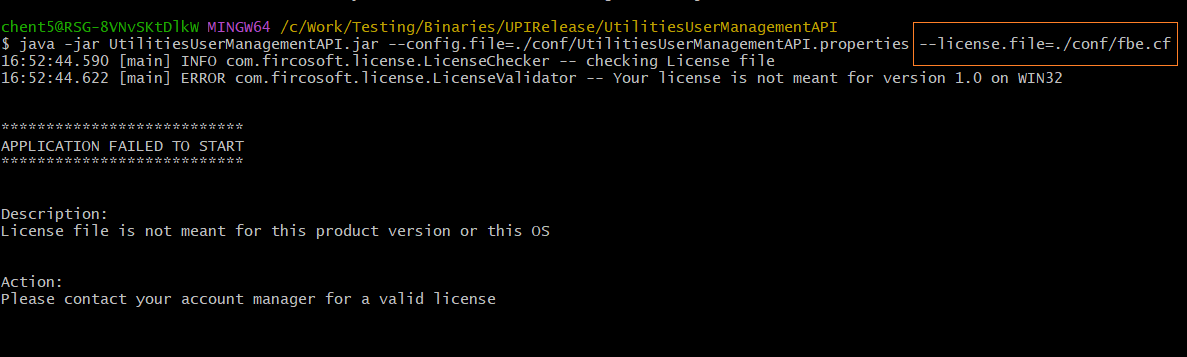 chent5@RSG-8VNvSKtDlkW MINGW64 /c/Work/Testing/Binaries/UPIRelease/UtilitiesUserManagementAPI
$ java -jar UtilitiesUserManagementAPI.jar --config.file=./conf/UtilitiesUserManagementAPI.properties --license.file=./conf/fbe.cf
16:52:44.590 [main] INFO com.fircosoft.license.LicenseChecker -- checking License file
16:52:44.622 [main] ERROR com.fircosoft.license.LicenseValidator -- Your license is not meant for version 1.0 on WIN32
***************************
APPLICATION FAILED TO START
***************************
Description:
License file is not meant for this product version or this OS
Action:
Please contact your account manager for a valid license